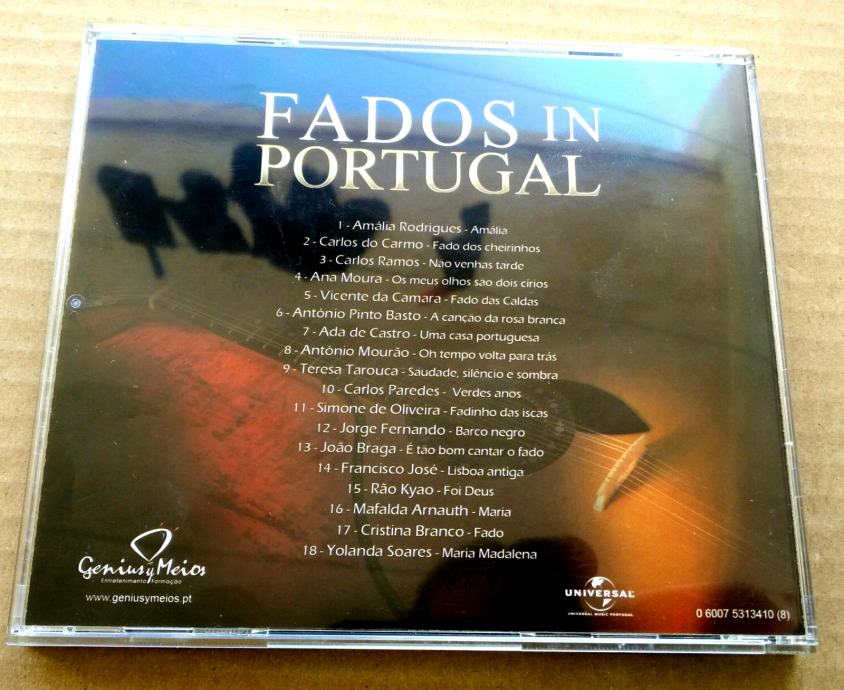 FADOS IN
PORTUGAL
1 - Amália Rodrigues - Amália
2 - Carlos do Carmo - Fado dos cheirinhos
3 - Carlos Ramos - Não venhas tarde
4 - Ana Moura - Os meus olhos são dois círios
5 - Vicente da Camara - Fado das Caldas
6 - António Pinto Basto - A canção da rosa branca
7 - Ada de Castro - Uma casa portuguesa
8 - António Mourão - Oh tempo volta para trás
9 - Teresa Tarouca - Saudade, silêncio e sombra
10 - Carlos Paredes - Verdes anos
11 - Simone de Oliveira - Fadinho das iscas
12 - Jorge Fernando - Barco negro
13 - João Braga - É tão bom cantar o fado
14 - Francisco José - Lisboa antiga
15 - Rão Kyao - Foi Deus
16 - Mafalda Arnauth - Maria
17 - Cristina Branco - Fado
18 - Yolanda Soares - Maria Madalena
Genius y Meios
Entretenimento Formação
www.geniusymeios.pt
UNIVERSAL
UNIVERSAL MUSIC PORTUGAL
0 6007 5313410 (8)